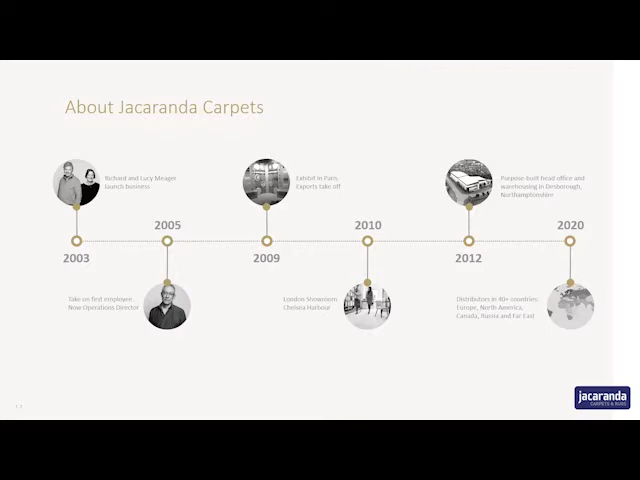 About Jacaranda Carpets
Richard and Lucy Meager
launch business
Exhibit in Paris,
Exports take off
Purpose-built head office and
warehousing in Desborough,
Northamptonshire
2005
2010
2020
2003
2009
2012
Take on first employee.
Now Operations Director
London Showroom
Chelsea Harbour
Distributors in 40+ countries:
Europe, North America,
Canada, Russia and Far East
jacaranda
CARPETS & RUGS